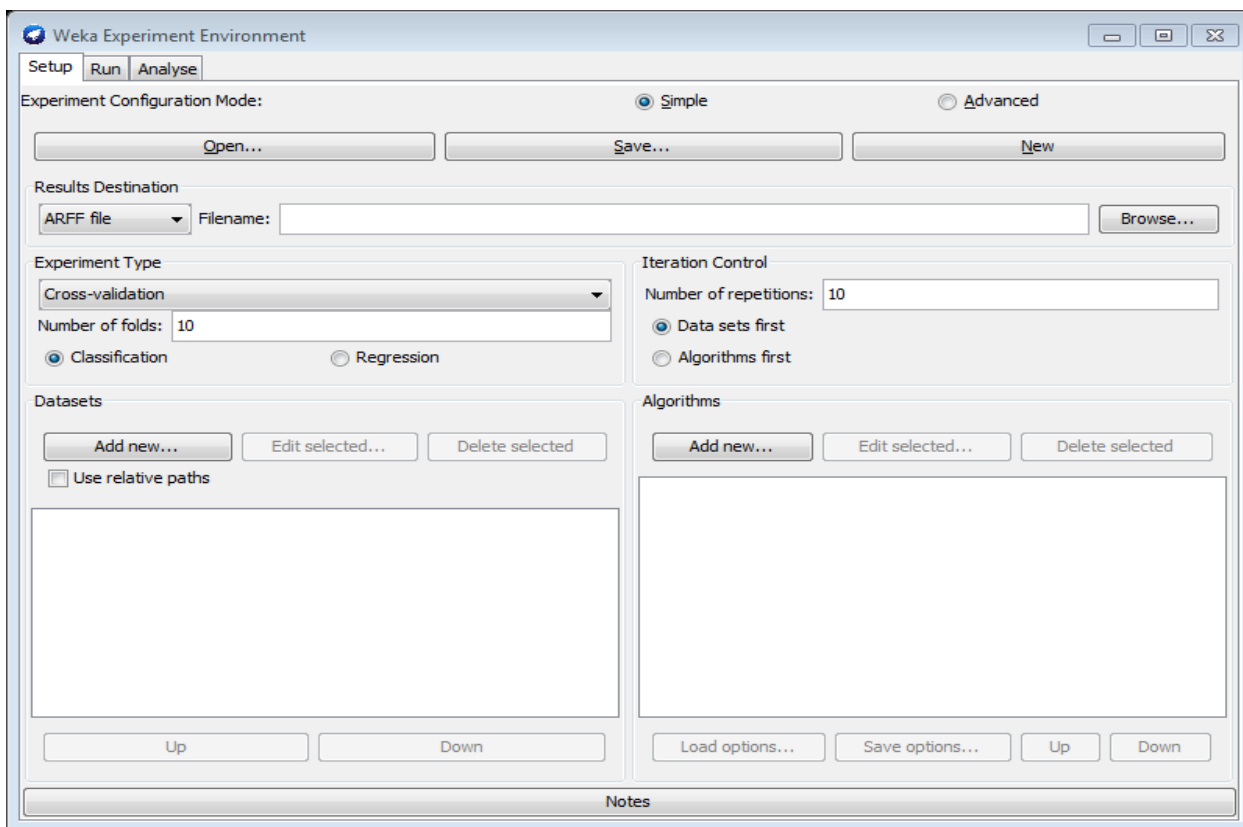 Weka Experiment Environment
Setup Run Analyse
Experiment Configuration Mode: Simple Advanced
Open... Save... New
Results Destination
ARFF file Filename: Browse...
Experiment Type
Cross-validation
Number of folds: 10
Classification Regression
Iteration Control
Number of repetitions: 10
Data sets first
Algorithms first
Datasets
Add new... Edit selected... Delete selected
Use relative paths
Up Down
Algorithms
Add new... Edit selected... Delete selected
Load options... Save options... Up Down
Notes